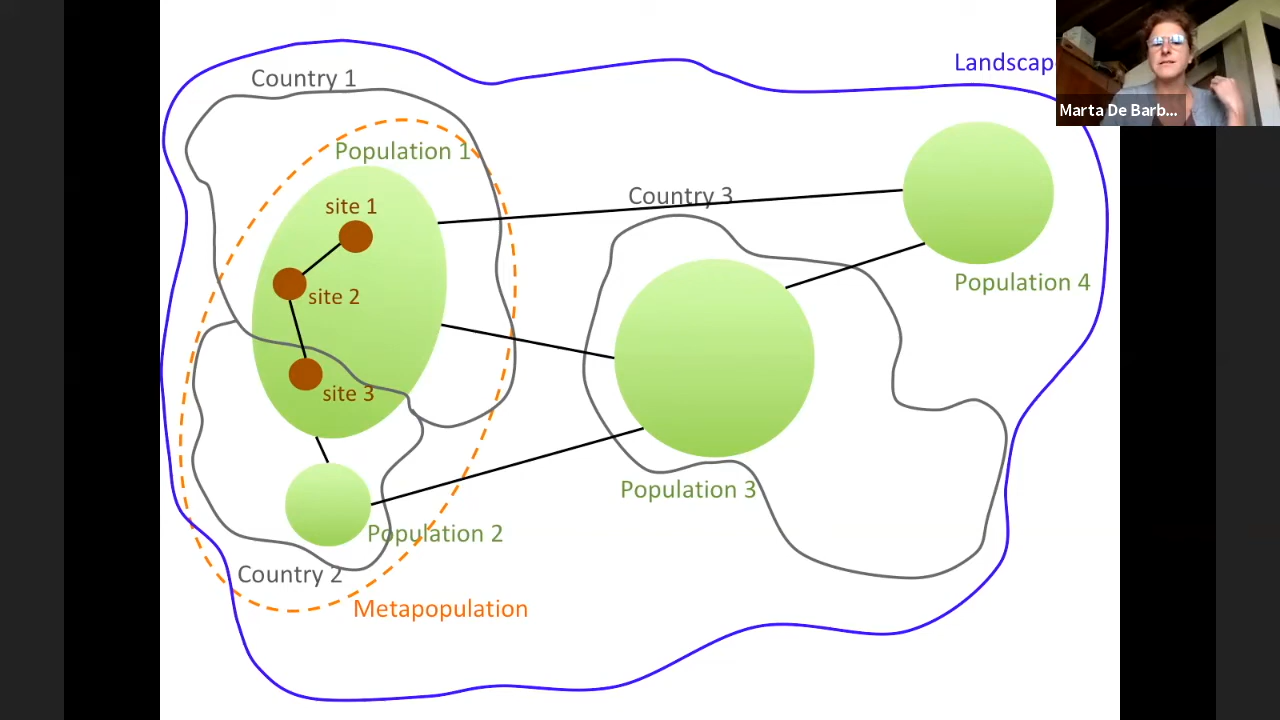 Country 1
Landscap
Marta De Barb...
Population 1
Country 3
site 1
site 2
Population 4
site 3
Population 3
Population 2
Country 2
Metapopulation